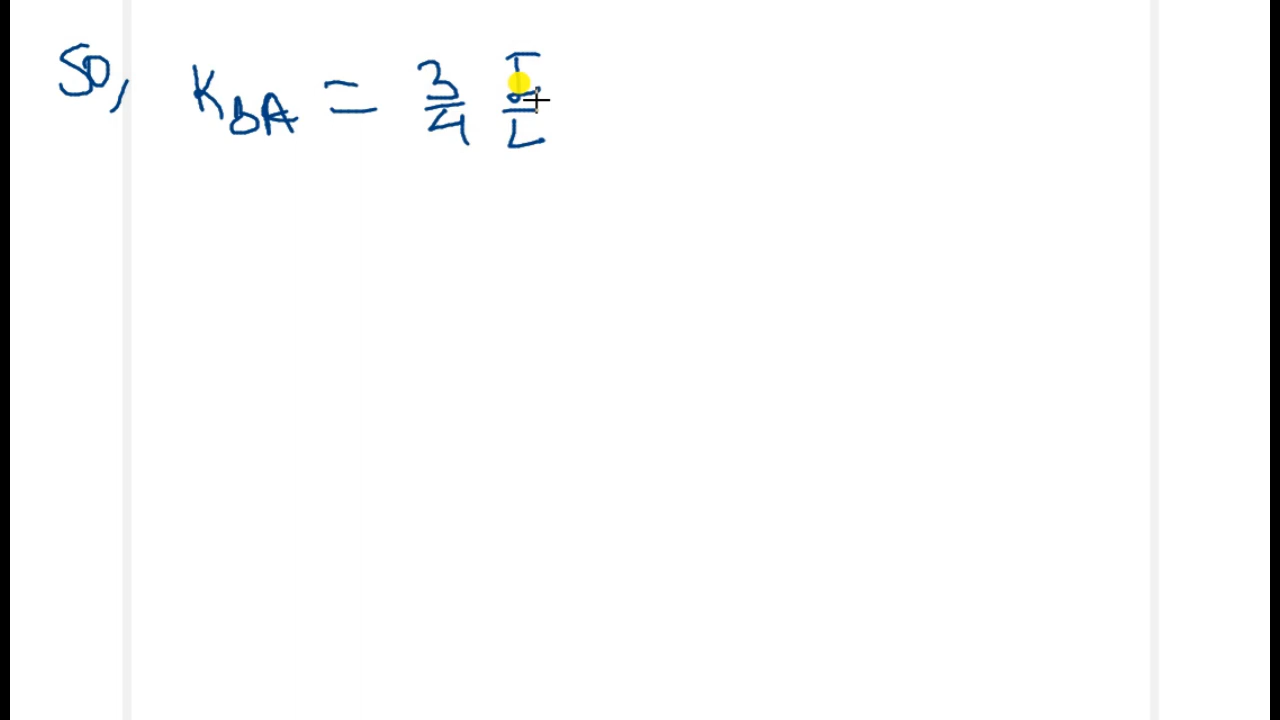 So, K_BA = 3/4 I/L